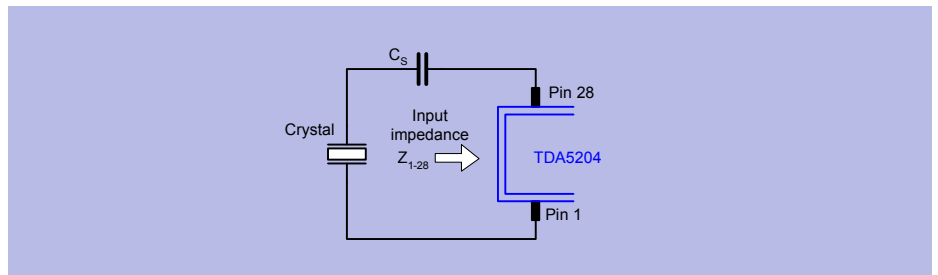 C_S
Pin 28
Input
impedance
Crystal
Z_1-28
TDA5204
Pin 1